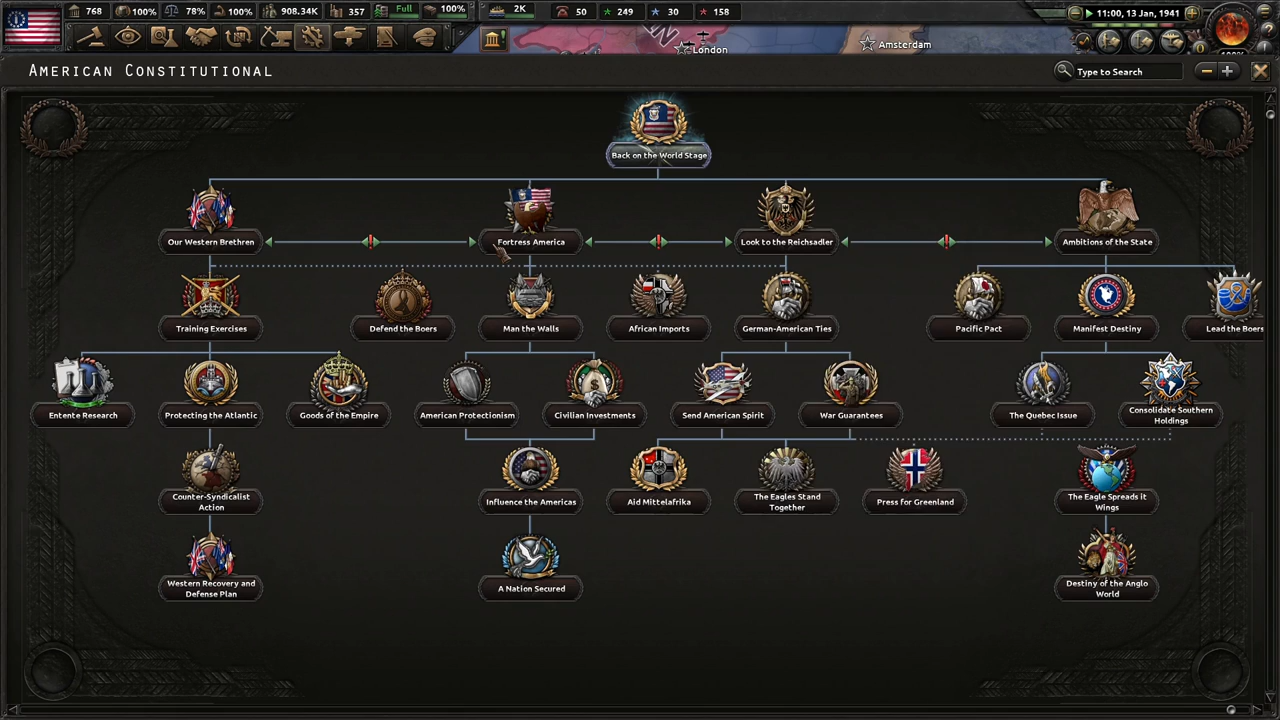 768
100%
78%
100%
908.34K
357
Full
100%
2K
50
249
30
158
11:00, 13 Jan, 1941
London
Amsterdam
American Constitutional
Type to Search
Back on the World Stage
Our Western Brethren
Fortress America
Look to the Reichsadler
Ambitions of the State
Training Exercises
Defend the Boers
Man the Walls
African Imports
German-American Ties
Pacific Pact
Manifest Destiny
Lead the Boers
Entente Research
Protecting the Atlantic
Goods of the Empire
American Protectionism
Civilian Investments
Send American Spirit
War Guarantees
The Quebec Issue
Consolidate Southern
Holdings
Counter-Syndicalist
Action
Influence the Americas
Aid Mittelafrika
The Eagles Stand
Together
Press for Greenland
The Eagle Spreads it
Wings
Western Recovery and
Defense Plan
A Nation Secured
Destiny of the Anglo
World